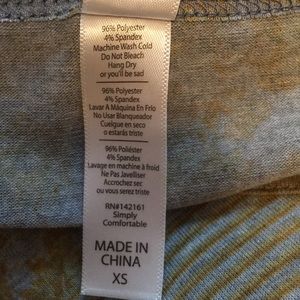 96% Polyester
4% Spandex
Machine Wash Cold
Do Not Bleach
Hang Dry
or you'll be sad
96% Polyester
4% Spandex
Lavar A Máquina En Frío
No Usar Blanqueador
Cuelgue en seco
o estarás triste
96% Poliéster
4% Spandex
Lavage en machine à froid
Ne Pas Javelliser
Accrochez sec
ou vous serez triste
RN#142161
Simply
Comfortable
MADE IN
CHINA
XS